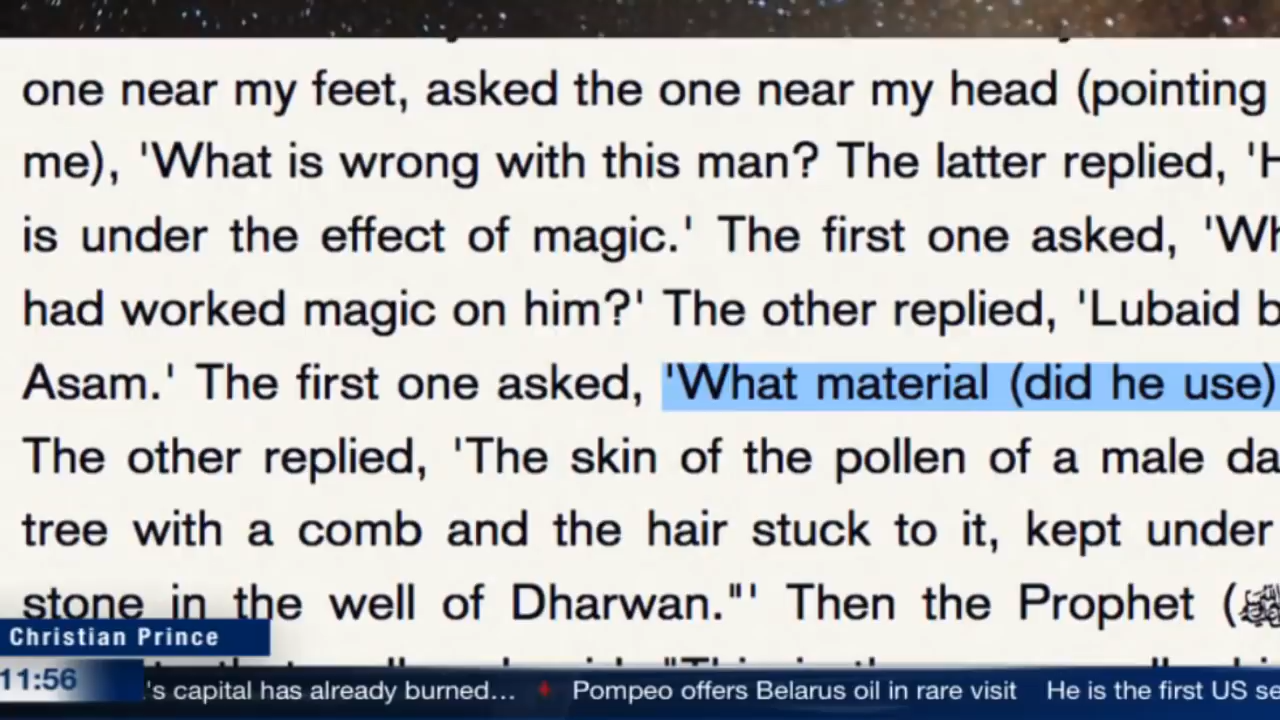 one near my feet, asked the one near my head (pointing
me), 'What is wrong with this man? The latter replied, 'H
is under the effect of magic.' The first one asked, 'Wh
had worked magic on him?' The other replied, 'Lubaid b
Asam.' The first one asked, 'What material (did he use)
The other replied, 'The skin of the pollen of a male da
tree with a comb and the hair stuck to it, kept under
stone in the well of Dharwan."' Then the Prophet (ﷺ
Christian Prince
11:56
's capital has already burned... Pompeo offers Belarus oil in rare visit He is the first US se